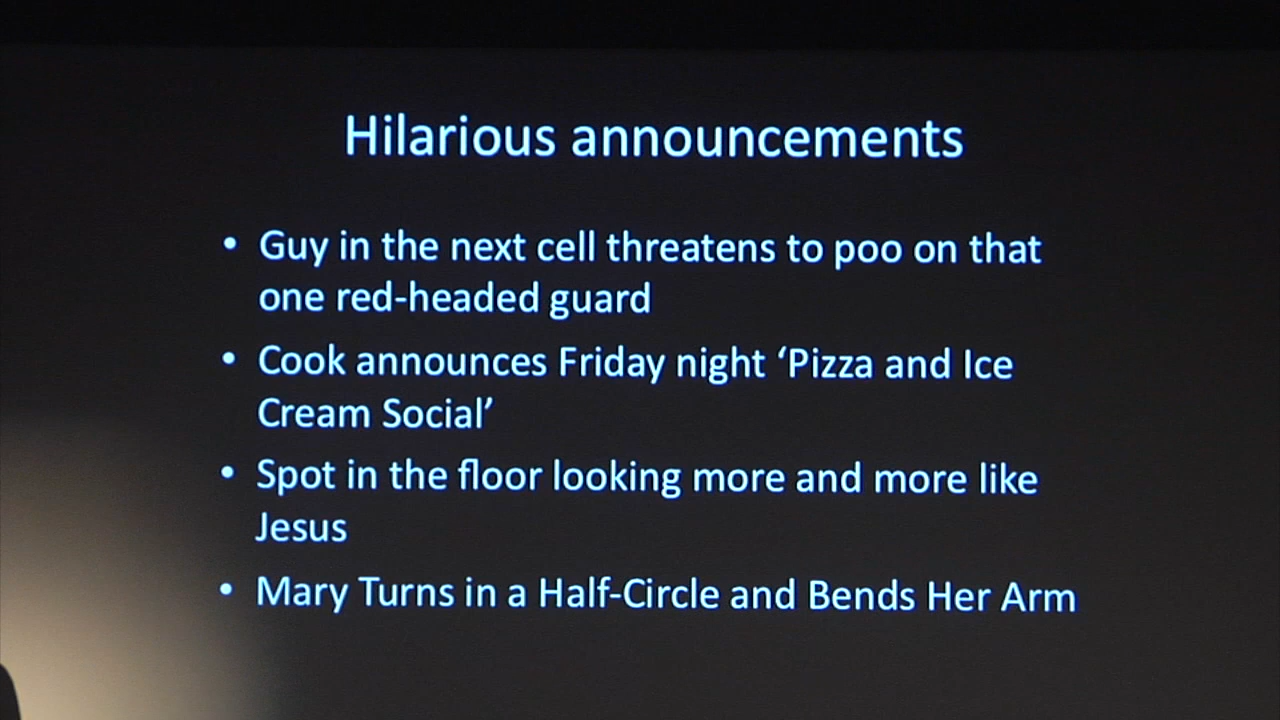 Hilarious announcements
• Guy in the next cell threatens to poo on that
one red-headed guard
• Cook announces Friday night ‘Pizza and Ice
Cream Social’
• Spot in the floor looking more and more like
Jesus
• Mary Turns in a Half-Circle and Bends Her Arm